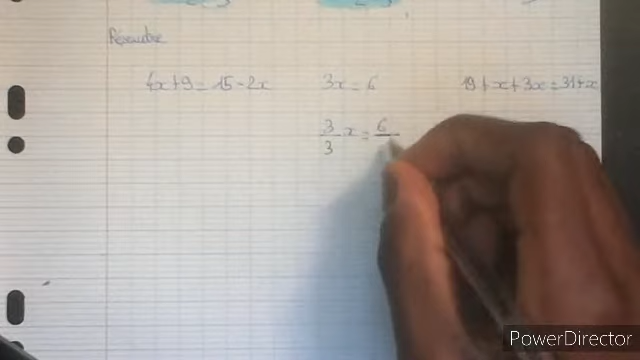 Résoudre
4x+9=15-2x 3x=6 19+x+3x=31+x
3/3 x = 6/
PowerDirector